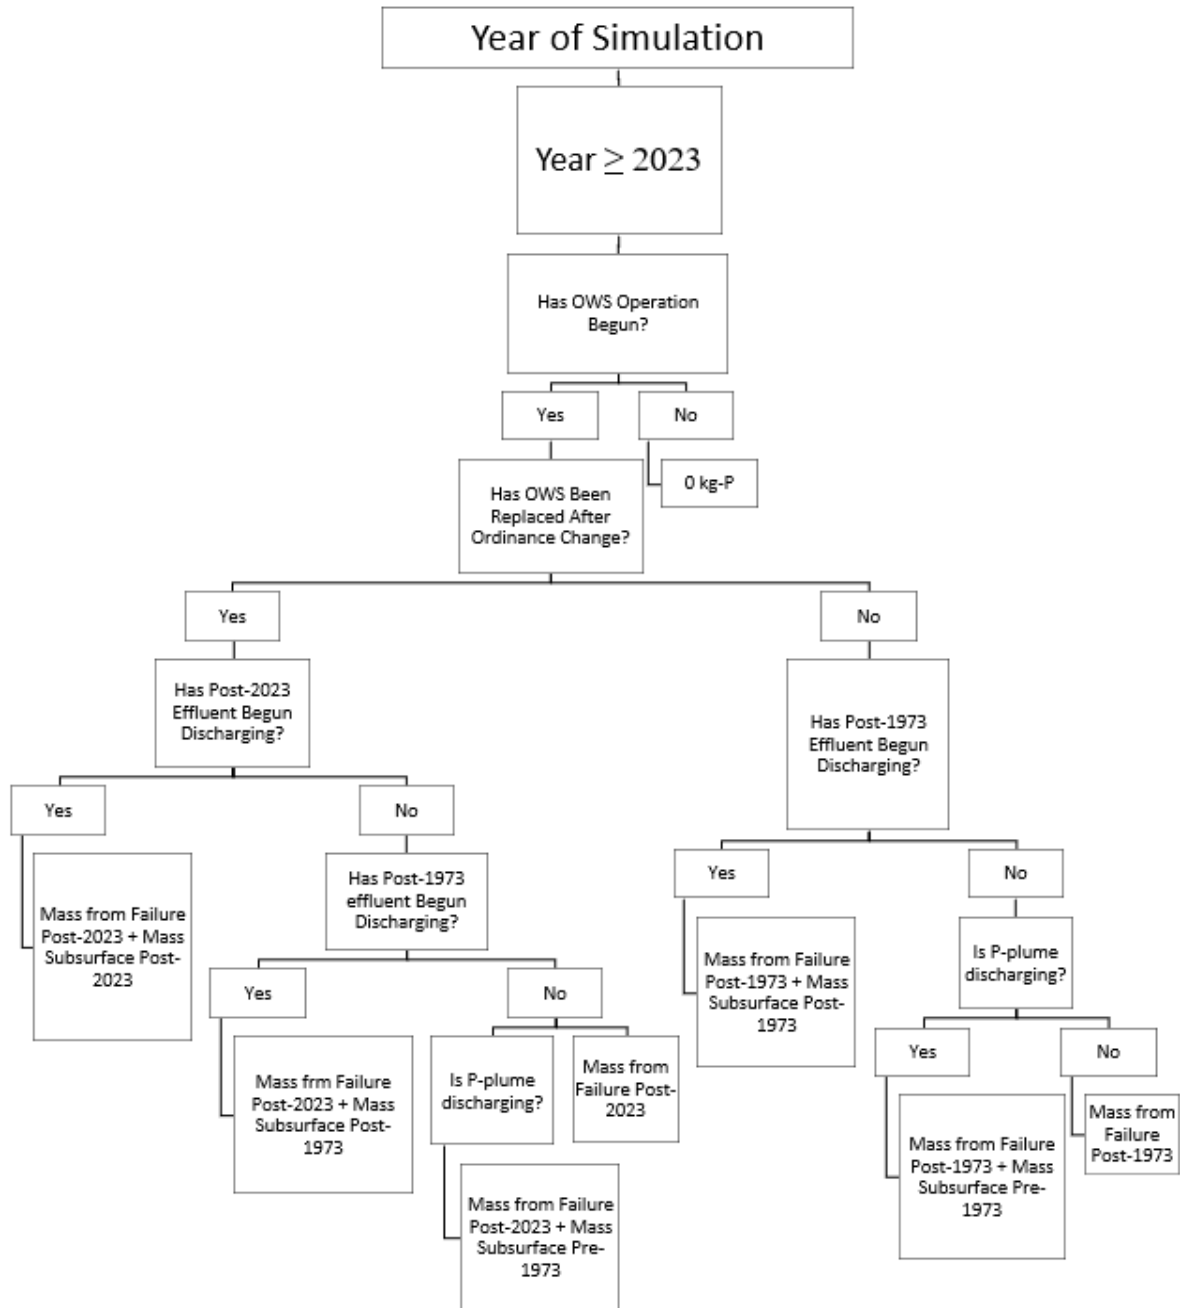 Year of Simulation
Year ≥ 2023
Has OWS Operation
Begun?
Yes
No
0 kg-P
Has OWS Been
Replaced After
Ordinance Change?
Yes
No
Has Post-2023
Effluent Begun
Discharging?
Has Post-1973
Effluent Begun
Discharging?
Yes
No
Mass from Failure
Post-2023 + Mass
Subsurface Post-
2023
Has Post-1973
effluent Begun
Discharging?
Yes
No
Mass frm Failure
Post-2023 + Mass
Subsurface Post-
1973
Is P-plume
discharging?
Mass from
Failure Post-
2023
Mass from Failure
Post-2023 + Mass
Subsurface Pre-
1973
Yes
No
Mass from Failure
Post-1973 + Mass
Subsurface Post-
1973
Is P-plume
discharging?
Yes
No
Mass from Failure
Post-1973 + Mass
Subsurface Pre-
1973
Mass from
Failure
Post-1973